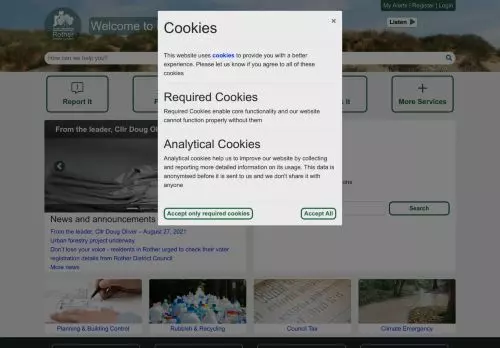 My Alerts | Register | Login
Rother
Welcome to
Listen
How can we help you?
Cookies
×
This website uses cookies to provide you with a better
experience. Please let us know if you agree to all of these
cookies
Required Cookies
Required Cookies enable core functionality and our website
cannot function properly without them
Analytical Cookies
Analytical cookies help us to improve our website by collecting
and reporting more detailed information on its usage. This data is
anonymised before it is sent to us and we don't share it with
anyone
Accept only required cookies
Accept All
Report It
More Services
From the leader, Cllr Doug Oliver
Search
News and announcements
From the leader, Cllr Doug Oliver – August 27, 2021
Urban forestry project underway
Don't lose your voice - residents in Rother urged to check their voter
registration details from Rother District Council
More news
Planning & Building Control
Rubbish & Recycling
Council Tax
Climate Emergency